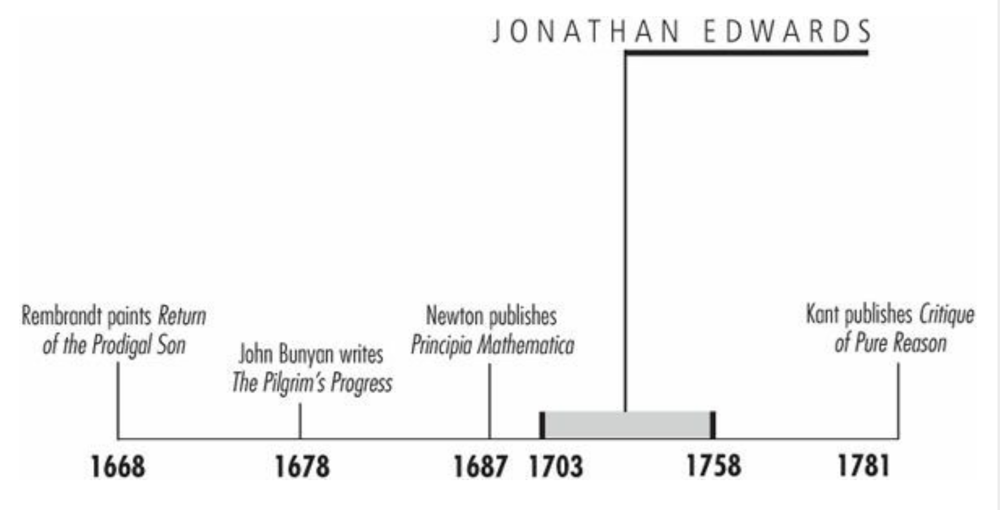 JONATHAN EDWARDS
Rembrandt paints Return
of the Prodigal Son
John Bunyan writes
The Pilgrim's Progress
Newton publishes
Principia Mathematica
Kant publishes Critique
of Pure Reason
1668
1678
1687
1703
1758
1781